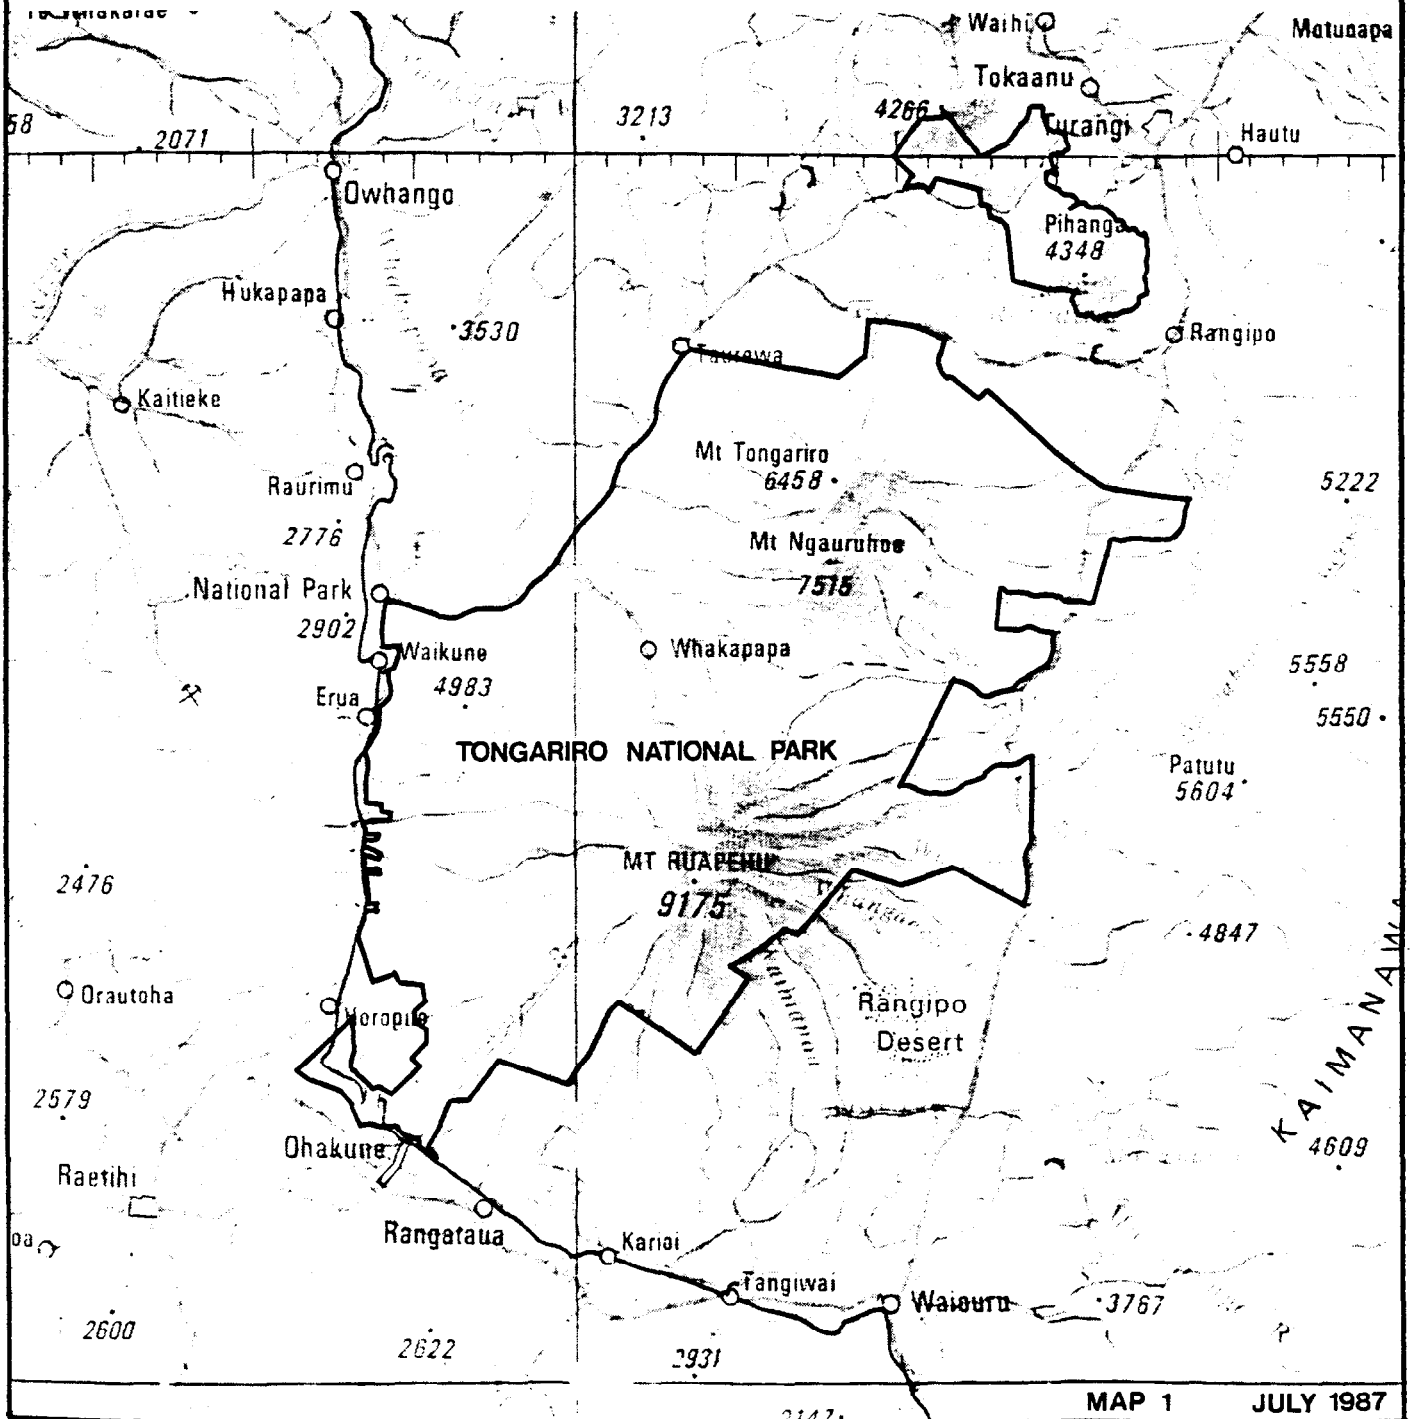 Waihi
Motuoapa
Tokaanu
3213
4266
Turangi
Hautu
2071
Owhango
Pihanga
4348
Hukapapa
3530
Rangipo
Taurewa
Kaitieke
Mt Tongariro
6458
Raurimu
5222
2776
Mt Ngauruhoe
7515
National Park
2902
Waikune
Whakapapa
5558
Erua
4983
5550
TONGARIRO NATIONAL PARK
Patutu
5604
MT RUAPEHU
9175
2476
4847
Orautoha
Horopito
Rangipo
Desert
KAIMANAWA
2579
Ohakune
4609
Raetihi
Rangataua
Karioi
Tangiwai
Waiouru
3767
2600
2622
2931
MAP 1 JULY 1987